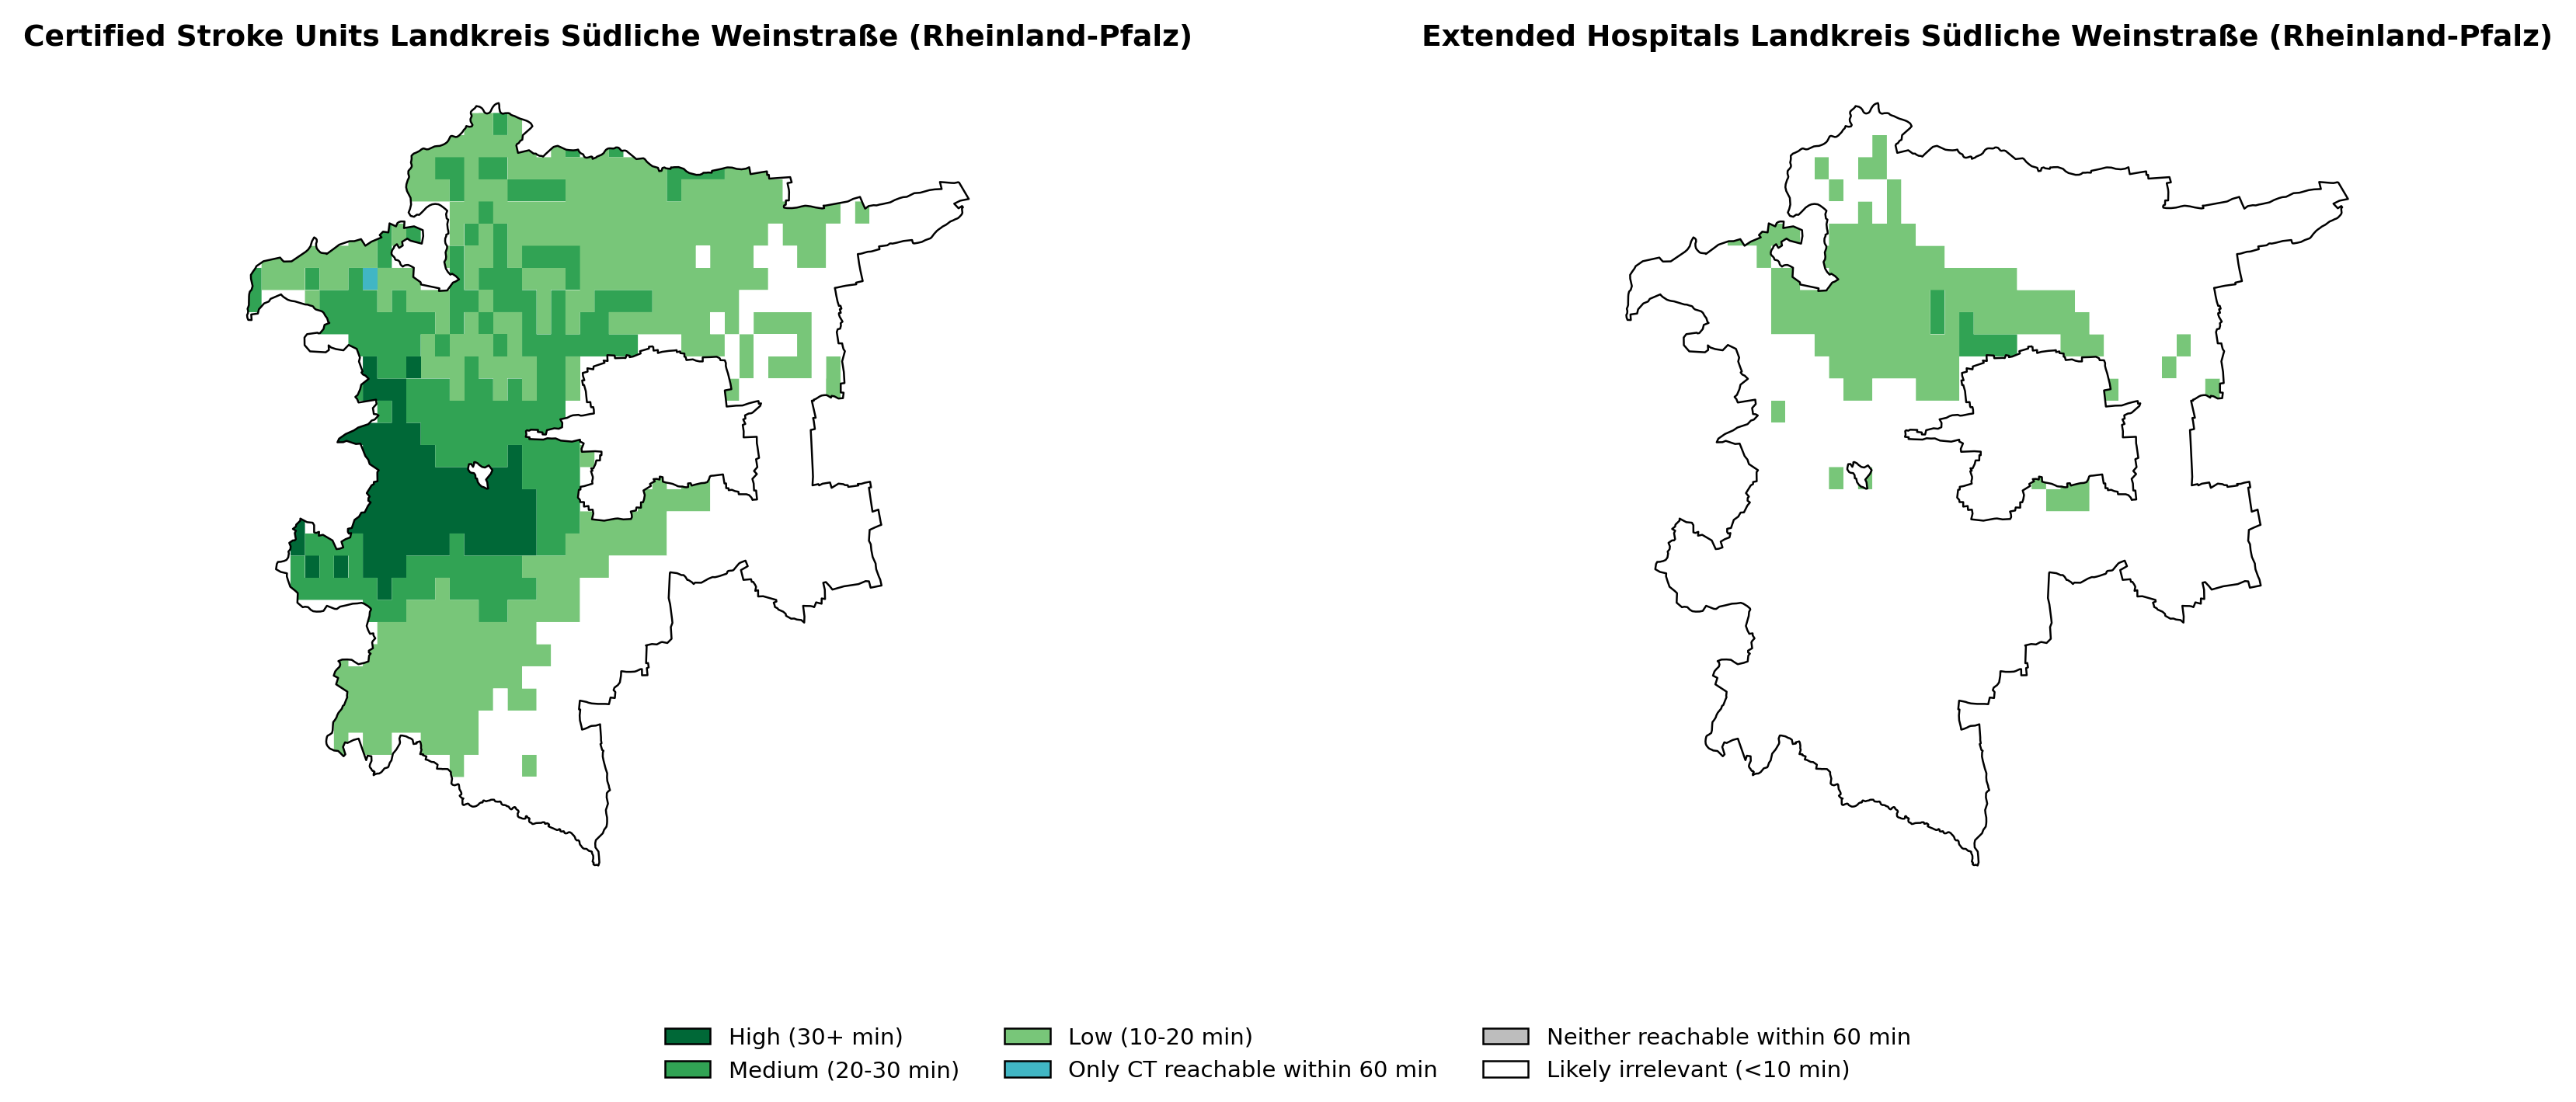 Certified Stroke Units Landkreis Südliche Weinstraße (Rheinland-Pfalz)
Extended Hospitals Landkreis Südliche Weinstraße (Rheinland-Pfalz)
High (30+ min)
Medium (20-30 min)
Low (10-20 min)
Only CT reachable within 60 min
Neither reachable within 60 min
Likely irrelevant (<10 min)